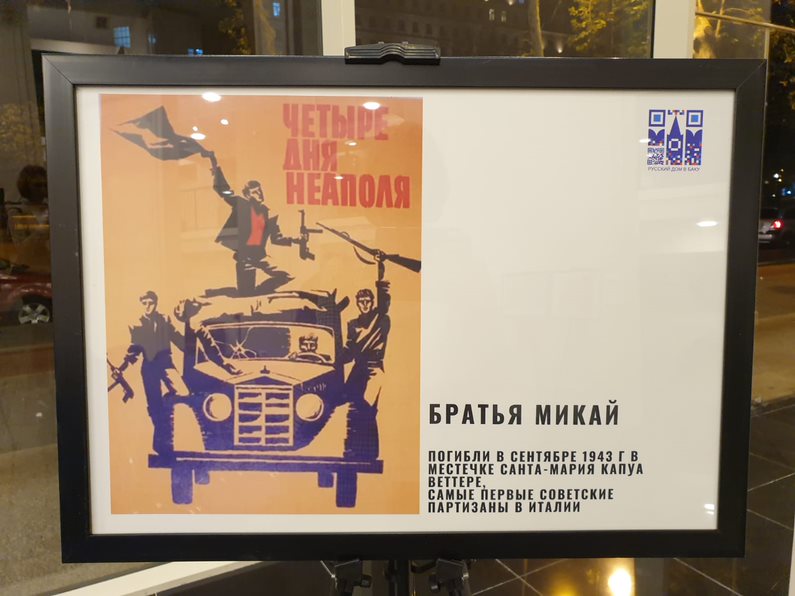 ЧЕТЫРЕ
ДНЯ
НЕАПОЛЯ
РУССКИЙ ДОМ В БАКУ
БРАТЬЯ МИКАЙ
ПОГИБЛИ В СЕНТЯБРЕ 1943 Г В
МЕСТЕЧКЕ САНТА-МАРИЯ КАПУА
ВЕТТЕРЕ,
САМЫЕ ПЕРВЫЕ СОВЕТСКИЕ
ПАРТИЗАНЫ В ИТАЛИИ